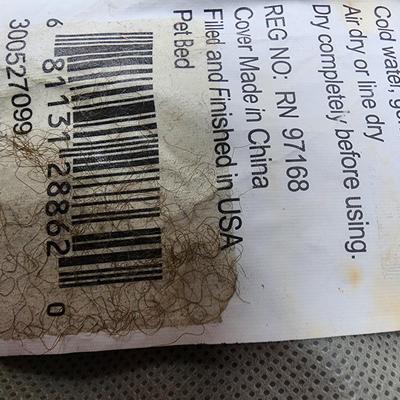 Cold water,
Air dry or line dry
Dry completely before using.
REG NO: RN 97168
Cover Made in China
Filled and Finished in USA
Pet Bed
6 81131 28862 0
300527099